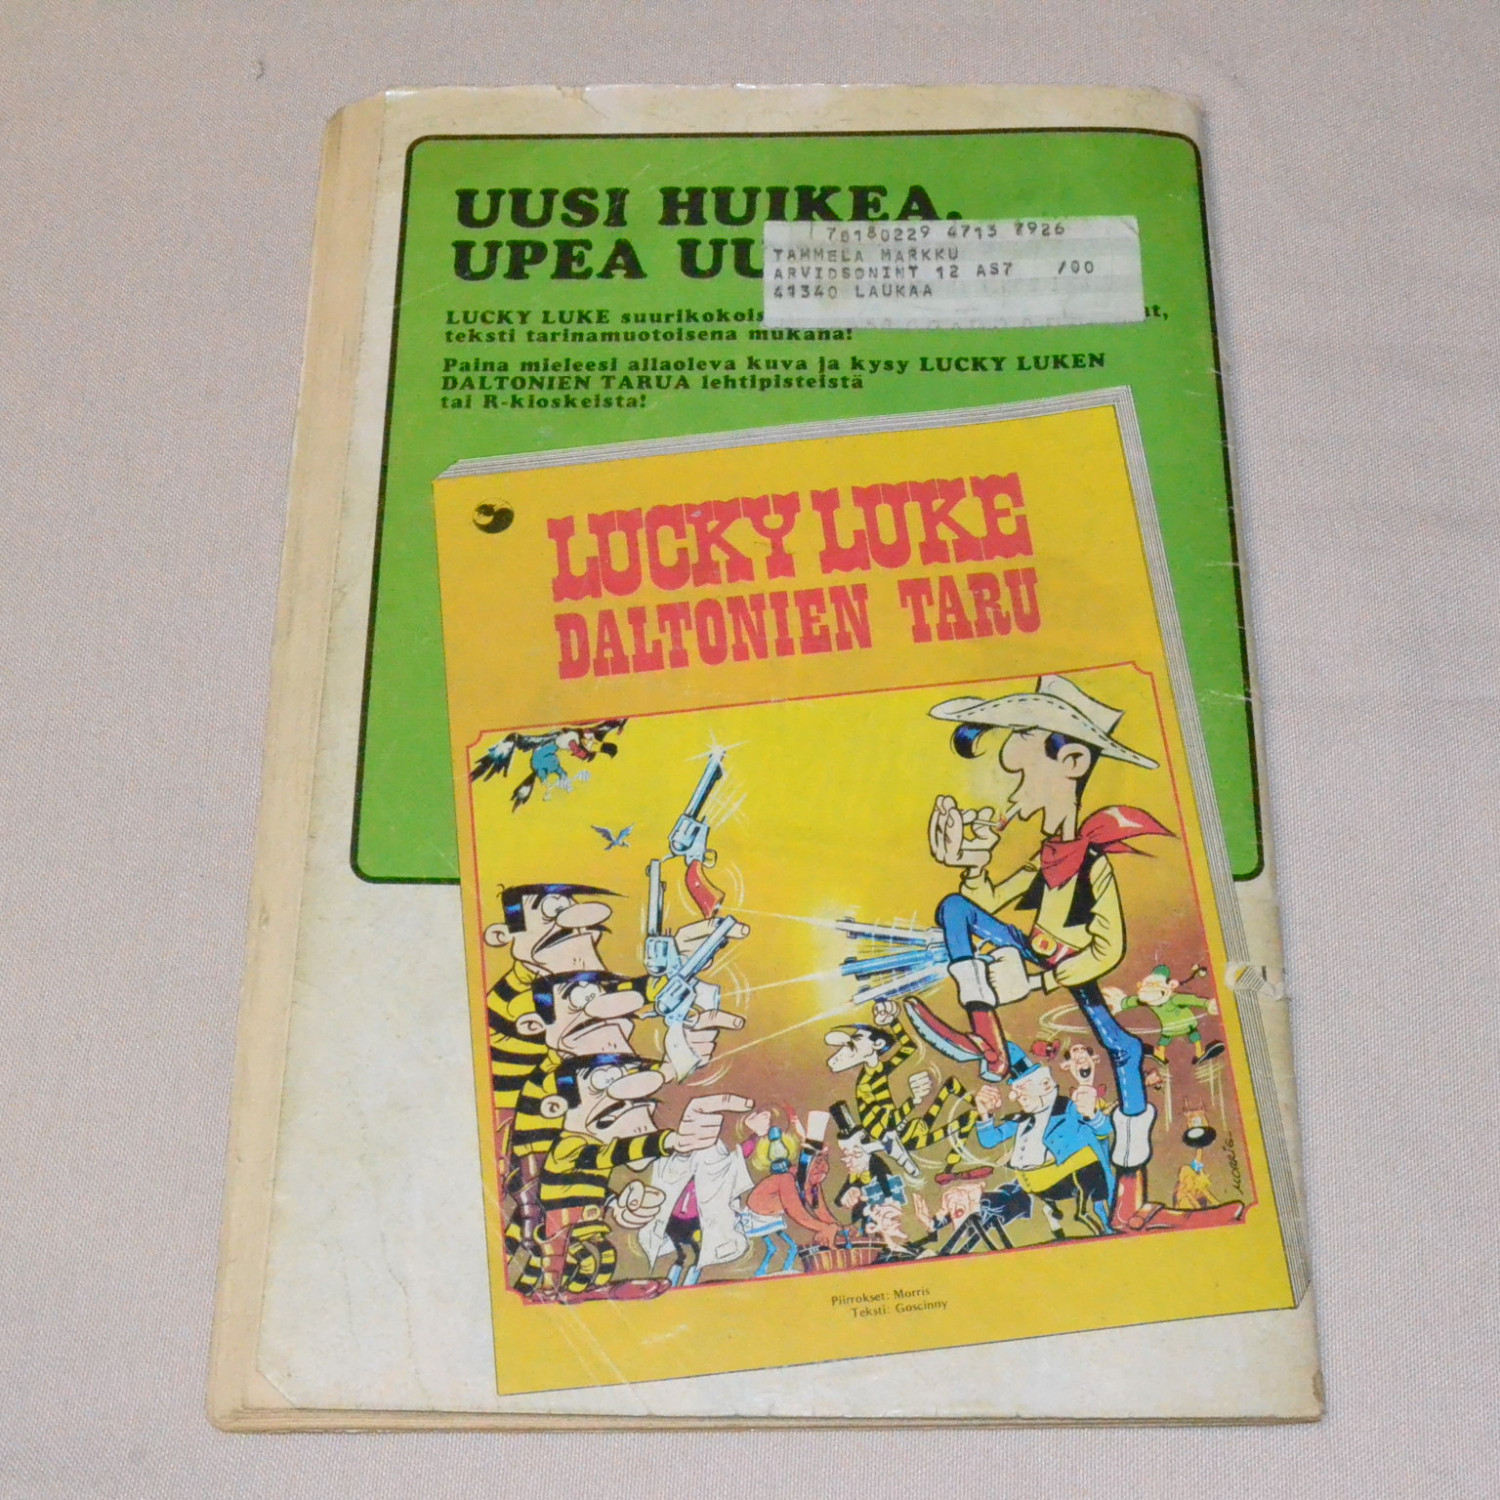 UUSI HUIKEA,
UPEA UU
76180229 4713 7926
TAMMELA MARKKU
ARVIDSONINT 12 AS7 /00
41340 LAUKAA
LUCKY LUKE
teksti tarinamuotoisena mukana!
Paina mieleesi allaoleva kuva ja kysy LUCKY LUKEN
DALTONIEN TARUA lehtipisteistä
tai R-kioskeista!
LUCKY LUKE
DALTONIEN TARU
MORRIS
Piirrokset: Morris
Teksti: Goscinny